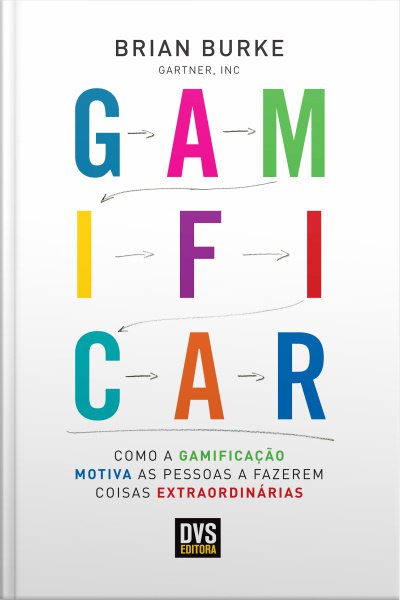 BRIAN BURKE
GARTNER, INC
GAM
IFI
CAR
COMO A GAMIFICAÇÃO
MOTIVA AS PESSOAS A FAZEREM
COISAS EXTRAORDINÁRIAS
DVS
EDITORA